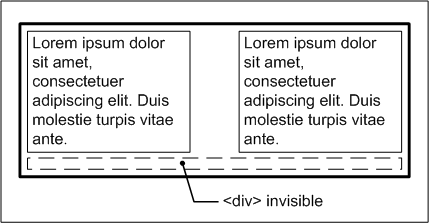 Lorem ipsum dolor
sit amet,
consectetuer
adipiscing elit. Duis
molestie turpis vitae
ante.
Lorem ipsum dolor
sit amet,
consectetuer
adipiscing elit. Duis
molestie turpis vitae
ante.
<div> invisible